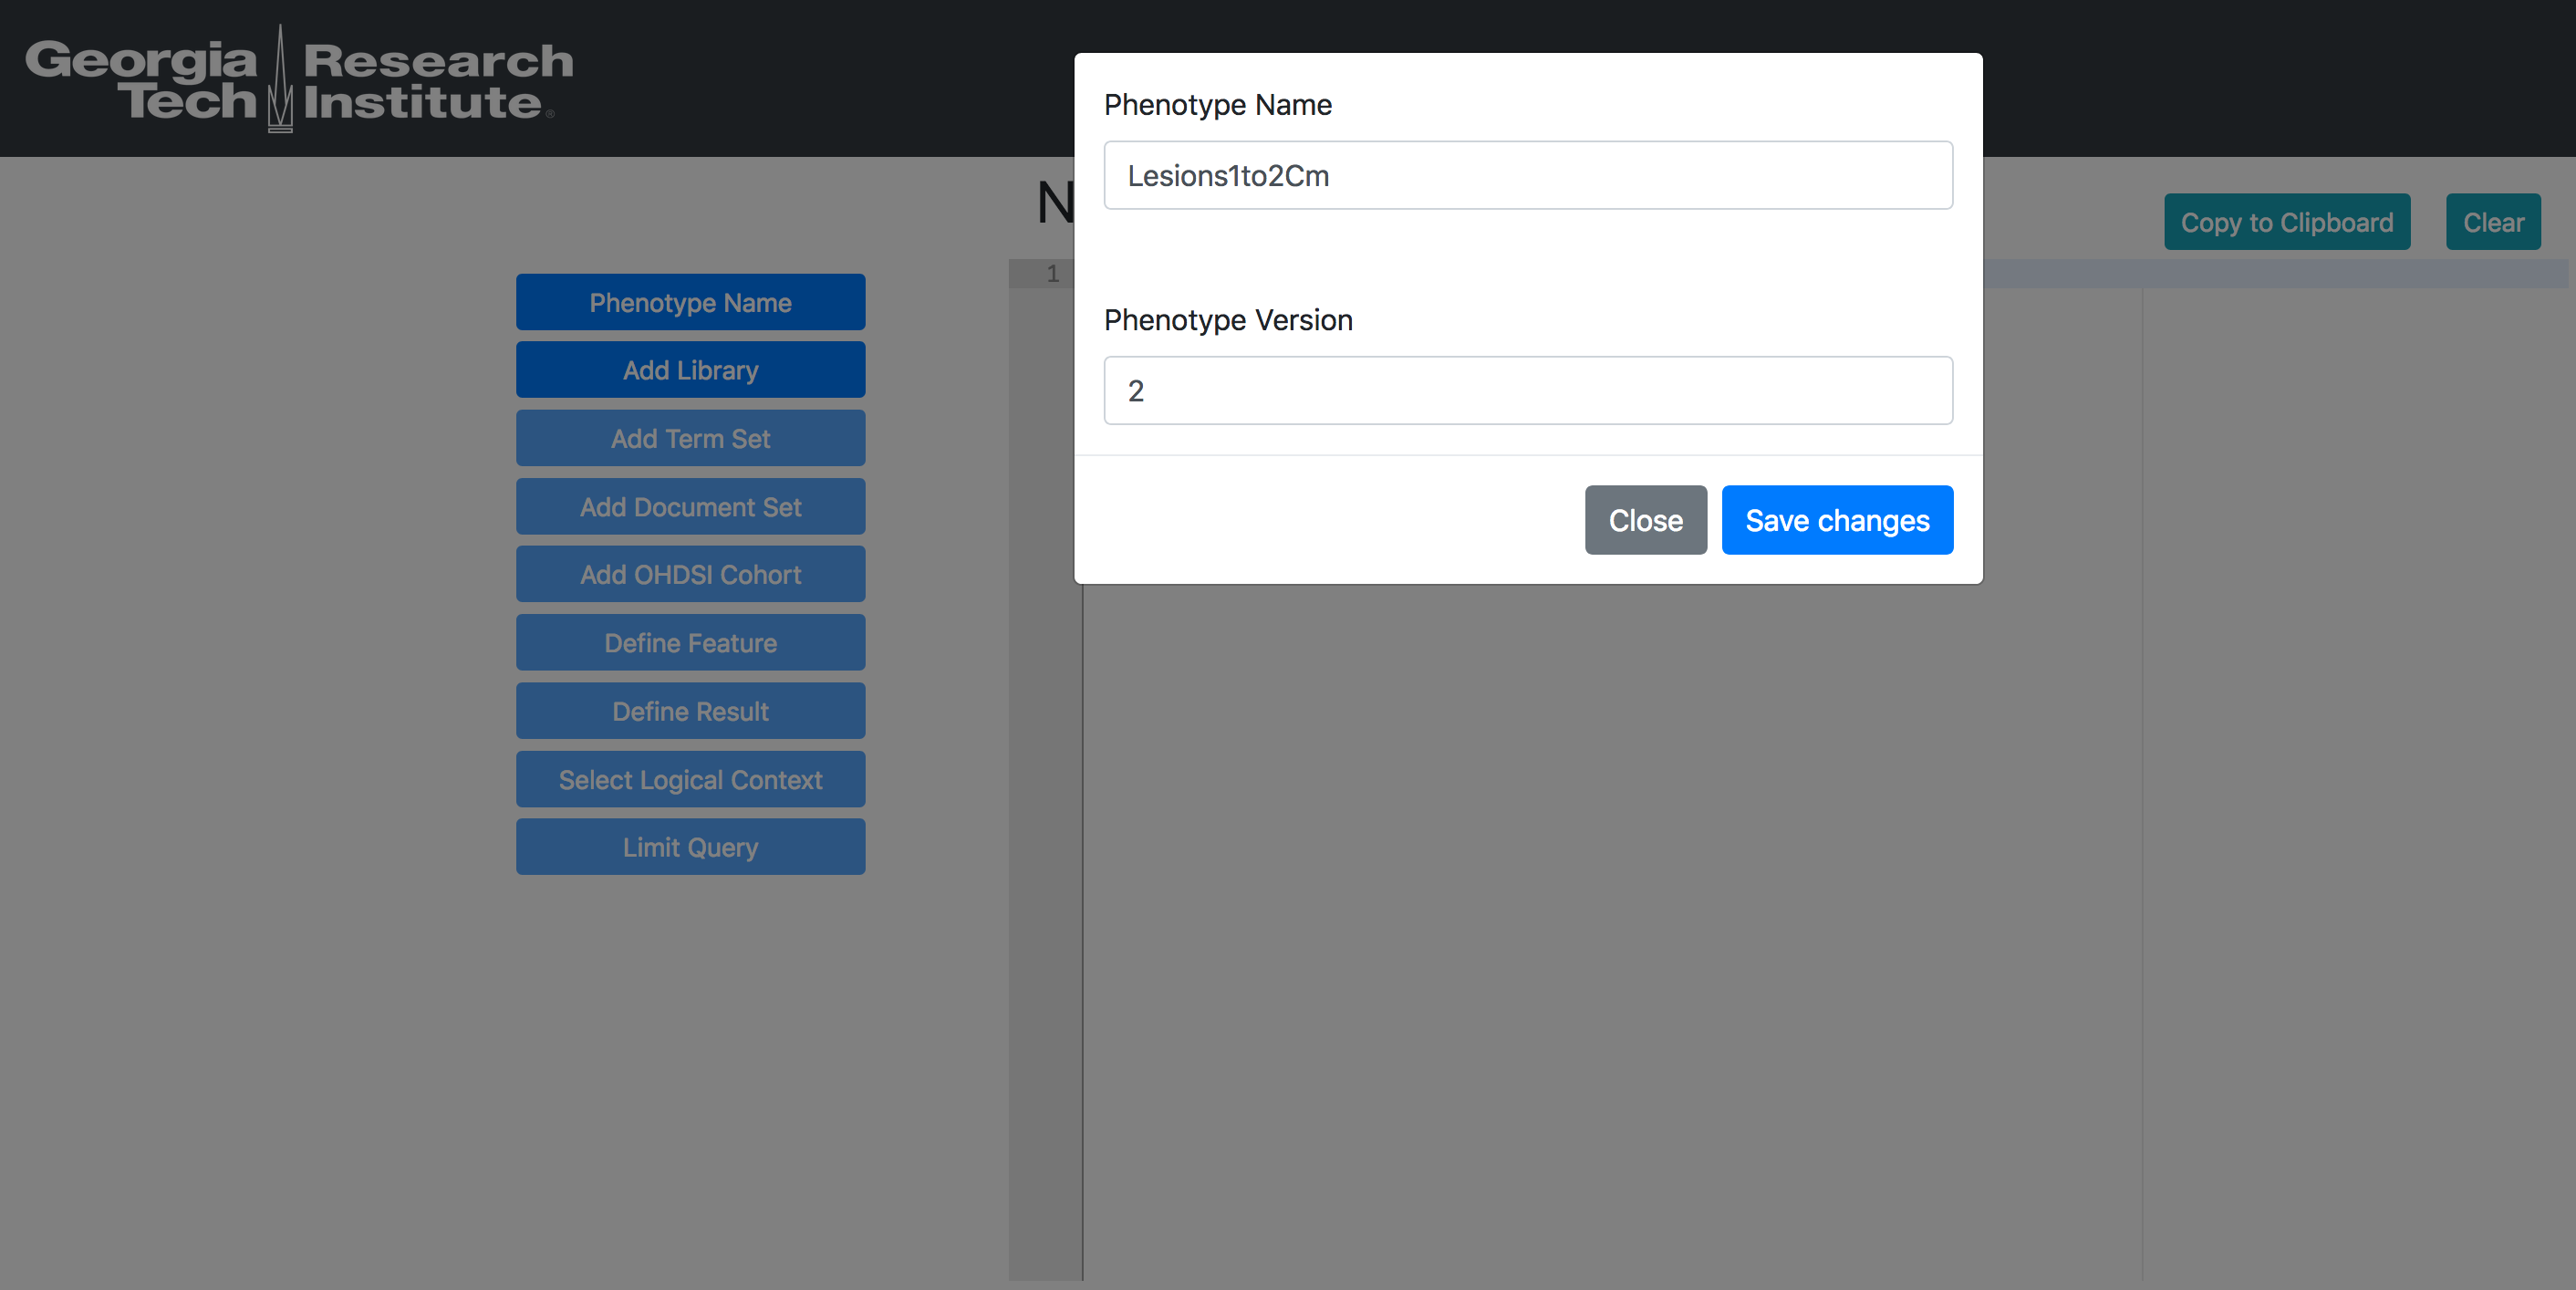 Georgia Tech Research Institute®
Phenotype Name
Lesions1to2Cm
Phenotype Version
2
Close
Save changes
N
Copy to Clipboard
Clear
1
Phenotype Name
Add Library
Add Term Set
Add Document Set
Add OHDSI Cohort
Define Feature
Define Result
Select Logical Context
Limit Query